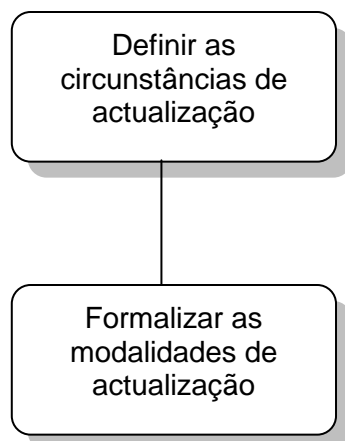 Definir as
circunstâncias de
actualização
Formalizar as
modalidades de
actualização